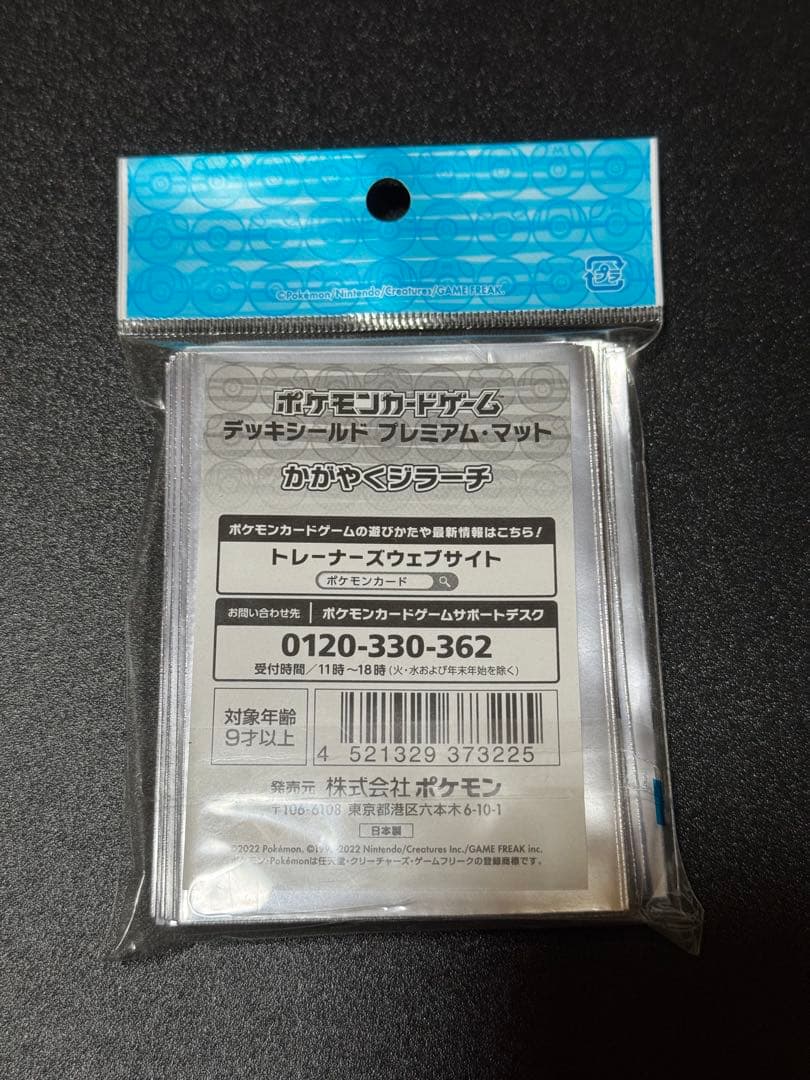 ©Pokémon/Nintendo/Creatures/GAME FREAK.
プラ
ポケモンカードゲーム
デッキシールド プレミアム・マット
かがやくジラーチ
ポケモンカードゲームの遊びかたや最新情報はこちら!
トレーナーズウェブサイト
ポケモンカード
お問い合わせ先 ポケモンカードゲームサポートデスク
0120-330-362
受付時間/11時~18時(火・水および年末年始を除く)
対象年齢
9才以上
4 521329 373225
発売元 株式会社 ポケモン
〒106-6108 東京都港区六本木6-10-1
日本製
©2022 Pokémon. 2022 Nintendo/Creatures Inc./GAME FREAK inc.
ポケモン・Pokémonは任天堂・クリーチャーズ・ゲームフリークの登録商標です。